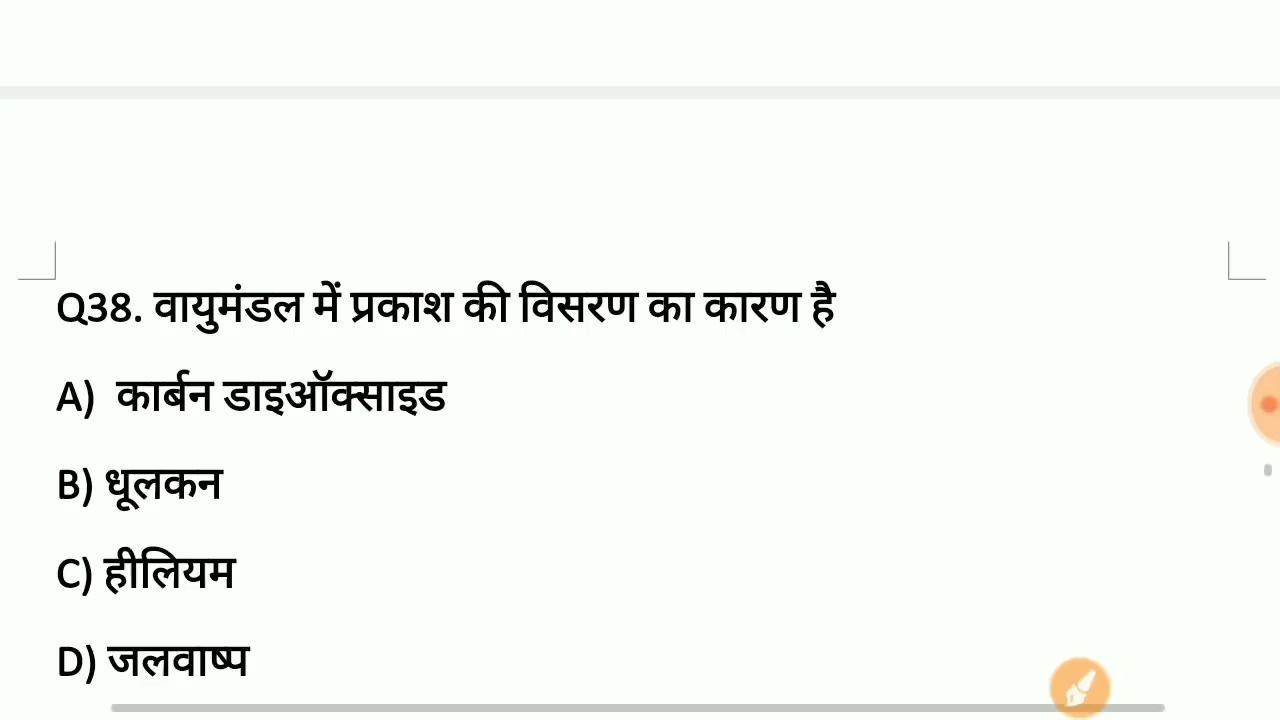 Q38. वायुमंडल में प्रकाश की विसरण का कारण है
A) कार्बन डाइऑक्साइड
B) धूलकन
C) हीलियम
D) जलवाष्प